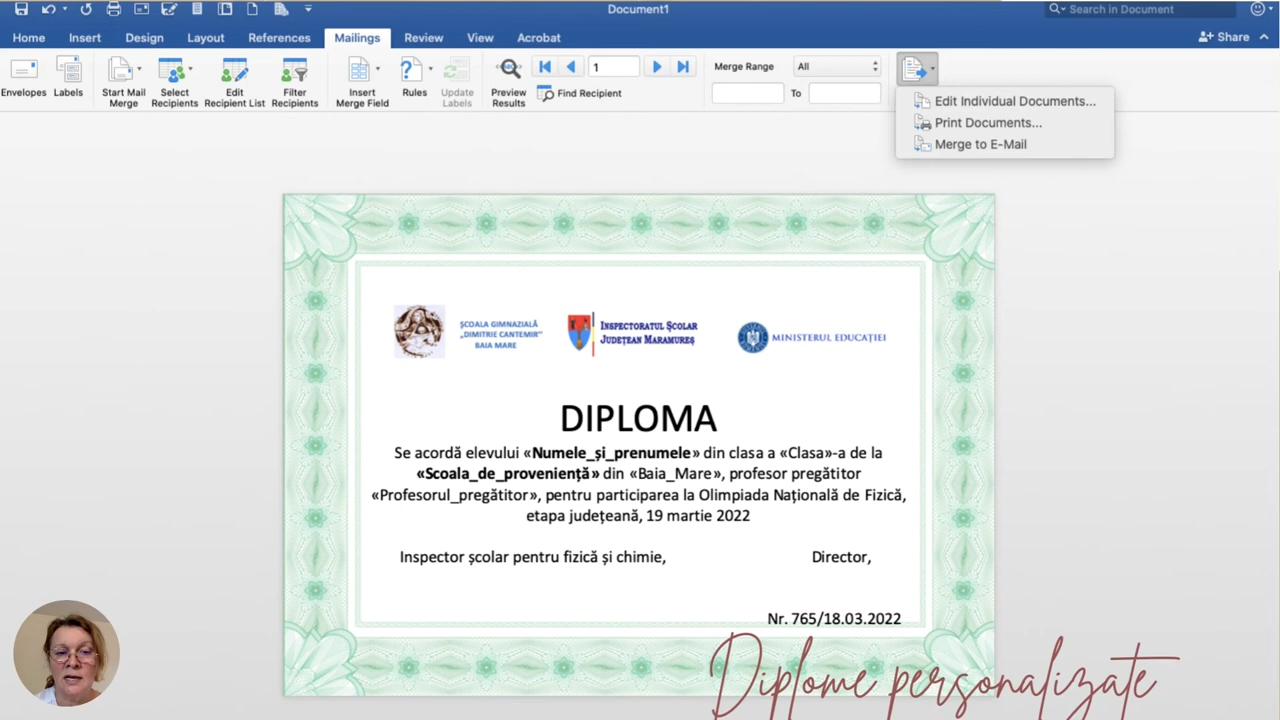 Document1
Search in Document
Home Insert Design Layout References Mailings Review View Acrobat
Share
Envelopes
Labels
Start Mail
Merge
Select
Recipients
Edit
Recipient List
Filter
Recipients
Insert
Merge Field
Rules
Update
Labels
Preview
Results
1
Find Recipient
Merge Range All
To
Edit Individual Documents...
Print Documents...
Merge to E-Mail
ȘCOALA GIMNAZIALĂ
„DIMITRIE CANTEMIR”
BAIA MARE
INSPECTORATUL ȘCOLAR
JUDEȚEAN MARAMUREȘ
MINISTERUL EDUCAȚIEI
DIPLOMA
Se acordă elevului «Numele_și_prenumele» din clasa a «Clasa»-a de la
«Scoala_de_proveniență» din «Baia_Mare», profesor pregătitor
«Profesorul_pregătitor», pentru participarea la Olimpiada Națională de Fizică,
etapa județeană, 19 martie 2022
Inspector școlar pentru fizică și chimie, Director,
Nr. 765/18.03.2022
Diplome personalizate